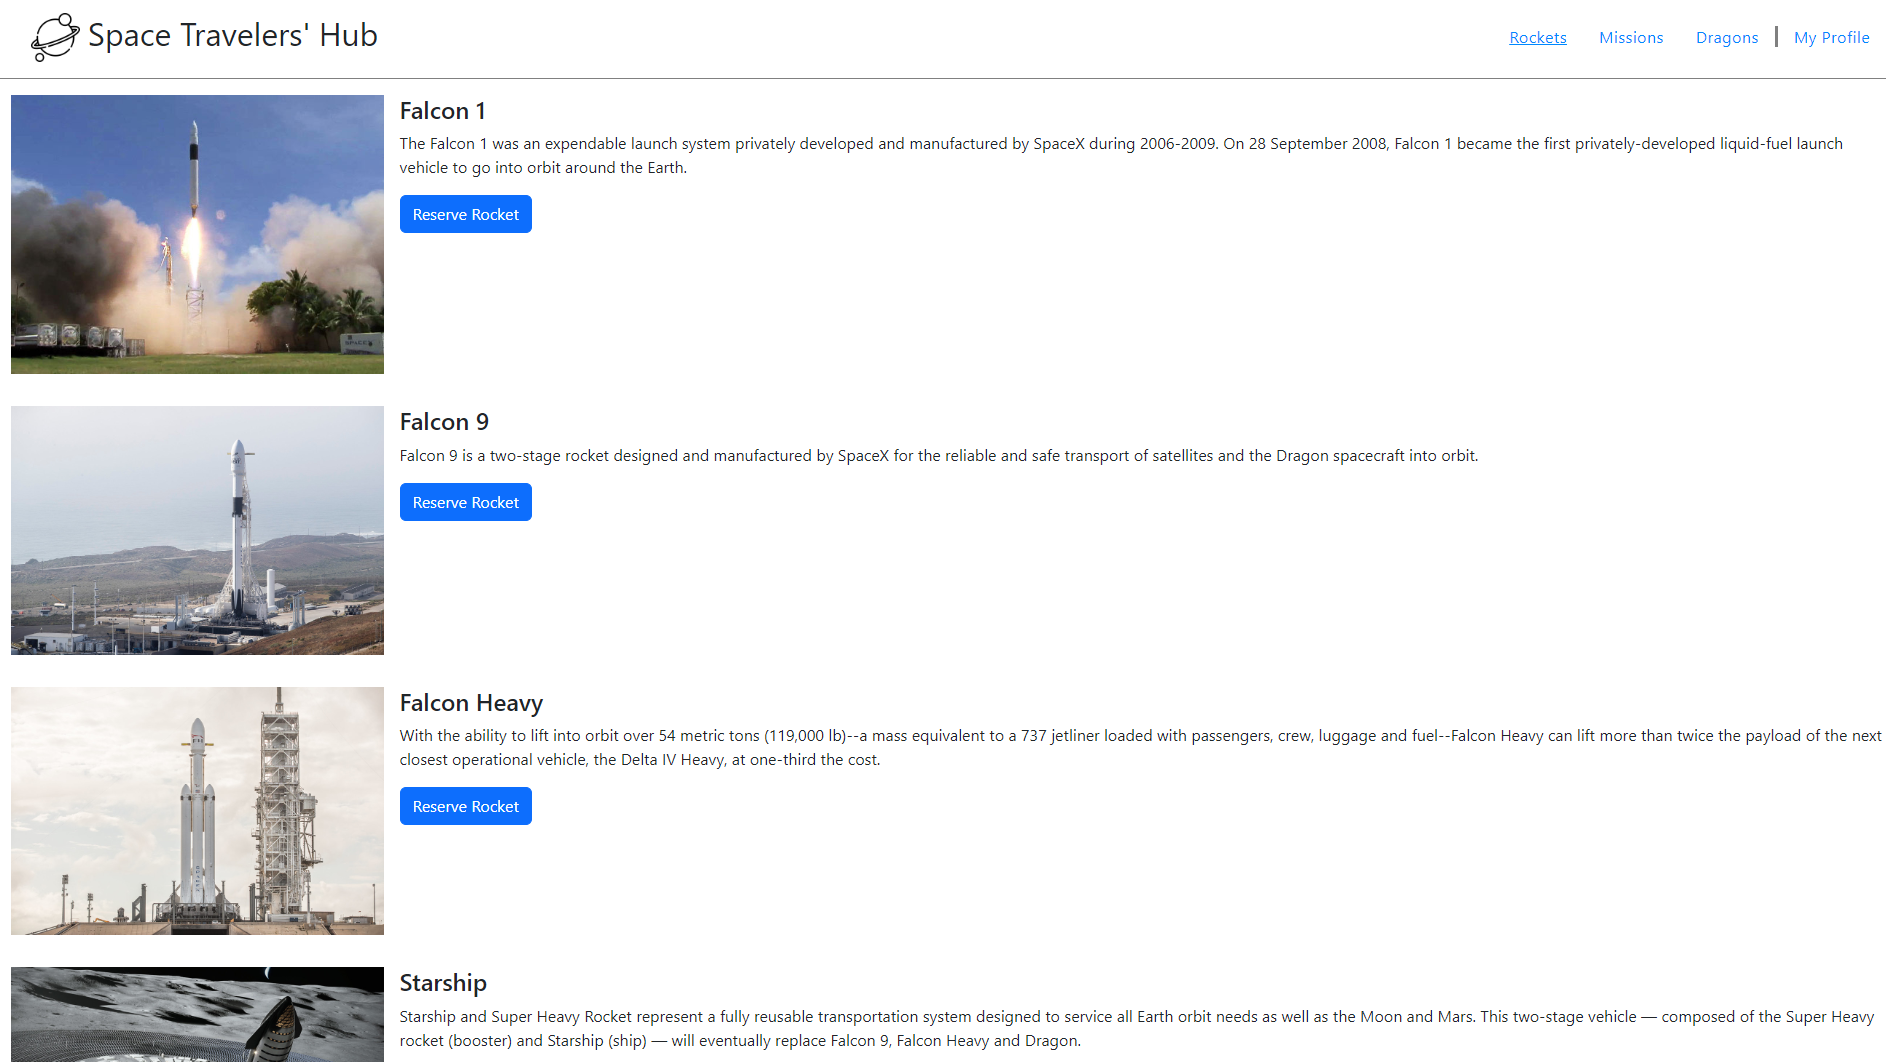 Space Travelers' Hub
Rockets Missions Dragons My Profile
Falcon 1
The Falcon 1 was an expendable launch system privately developed and manufactured by SpaceX during 2006-2009. On 28 September 2008, Falcon 1 became the first privately-developed liquid-fuel launch
vehicle to go into orbit around the Earth.
Reserve Rocket
Falcon 9
Falcon 9 is a two-stage rocket designed and manufactured by SpaceX for the reliable and safe transport of satellites and the Dragon spacecraft into orbit.
Reserve Rocket
Falcon Heavy
With the ability to lift into orbit over 54 metric tons (119,000 lb)--a mass equivalent to a 737 jetliner loaded with passengers, crew, luggage and fuel--Falcon Heavy can lift more than twice the payload of the next
closest operational vehicle, the Delta IV Heavy, at one-third the cost.
Reserve Rocket
Starship
Starship and Super Heavy Rocket represent a fully reusable transportation system designed to service all Earth orbit needs as well as the Moon and Mars. This two-stage vehicle — composed of the Super Heavy
rocket (booster) and Starship (ship) — will eventually replace Falcon 9, Falcon Heavy and Dragon.